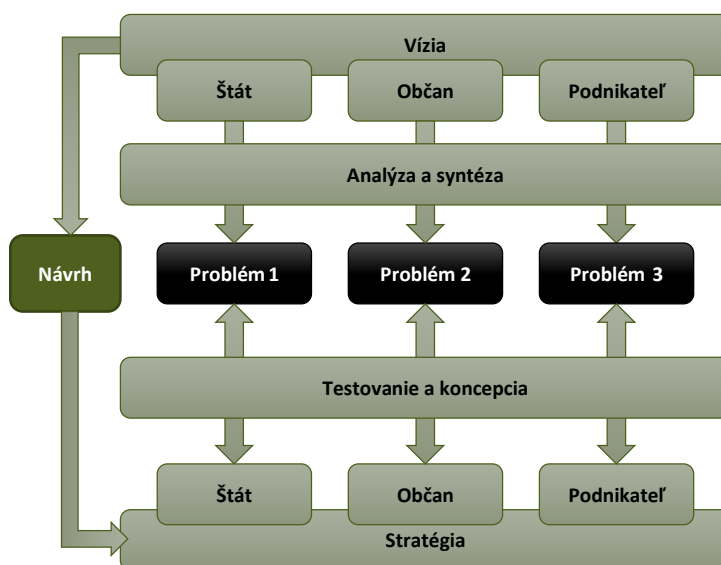 Vízia
Štát
Občan
Podnikateľ
Analýza a syntéza
Návrh
Problém 1
Problém 2
Problém 3
Testovanie a koncepcia
Štát
Občan
Podnikateľ
Stratégia